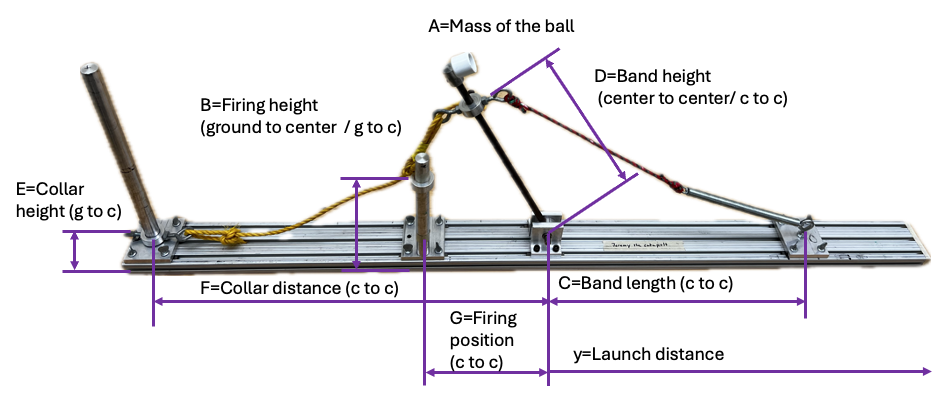 A=Mass of the ball
D=Band height
(center to center/ c to c)
B=Firing height
(ground to center / g to c)
E=Collar
height (g to c)
Jeremy the catapult
F=Collar distance (c to c)
C=Band length (c to c)
G=Firing
position
(c to c)
y=Launch distance